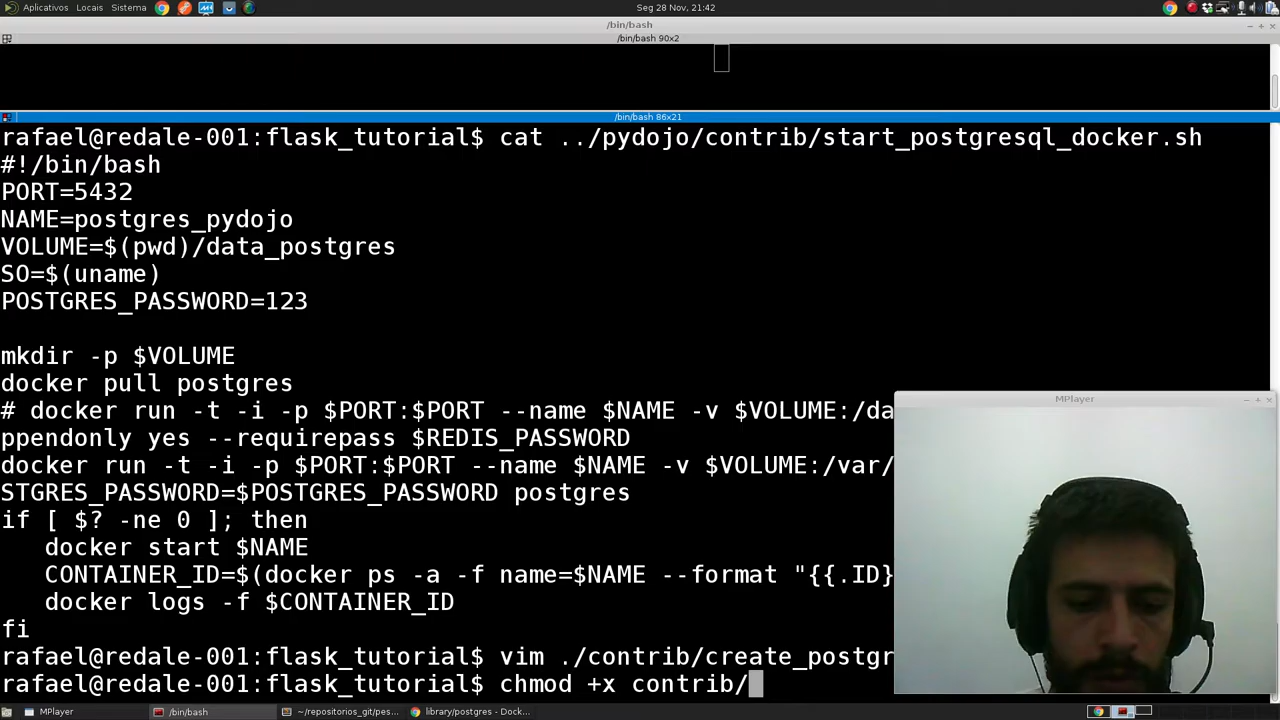 Aplicativos Locais Sistema
Seg 28 Nov, 21:42
/bin/bash
/bin/bash 90x2
/bin/bash 86x21
rafael@redale-001:flask_tutorial$ cat ../pydojo/contrib/start_postgresql_docker.sh
#!/bin/bash
PORT=5432
NAME=postgres_pydojo
VOLUME=$(pwd)/data_postgres
SO=$(uname)
POSTGRES_PASSWORD=123
mkdir -p $VOLUME
docker pull postgres
# docker run -t -i -p $PORT:$PORT --name $NAME -v $VOLUME:/da
ppendonly yes --requirepass $REDIS_PASSWORD
docker run -t -i -p $PORT:$PORT --name $NAME -v $VOLUME:/var/
STGRES_PASSWORD=$POSTGRES_PASSWORD postgres
if [ $? -ne 0 ]; then
docker start $NAME
CONTAINER_ID=$(docker ps -a -f name=$NAME --format "{{.ID}
docker logs -f $CONTAINER_ID
fi
rafael@redale-001:flask_tutorial$ vim ./contrib/create_postgr
rafael@redale-001:flask_tutorial$ chmod +x contrib/
MPlayer
MPlayer
/bin/bash
~/repositorios_git/pes...
library/postgres - Dock...